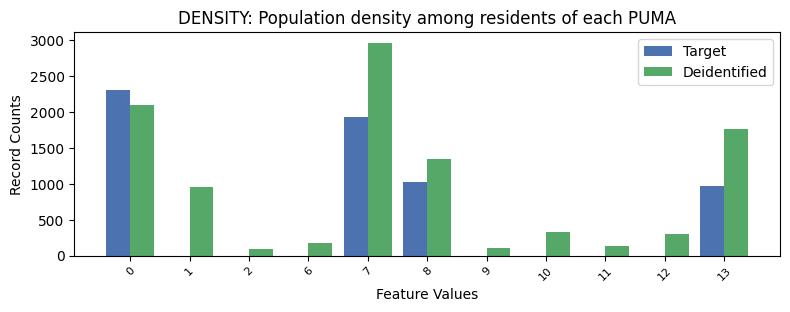 DENSITY: Population density among residents of each PUMA
Target
Deidentified
Record Counts
3000
2500
2000
1500
1000
500
0
0 1 2 6 7 8 9 10 11 12 13
Feature Values